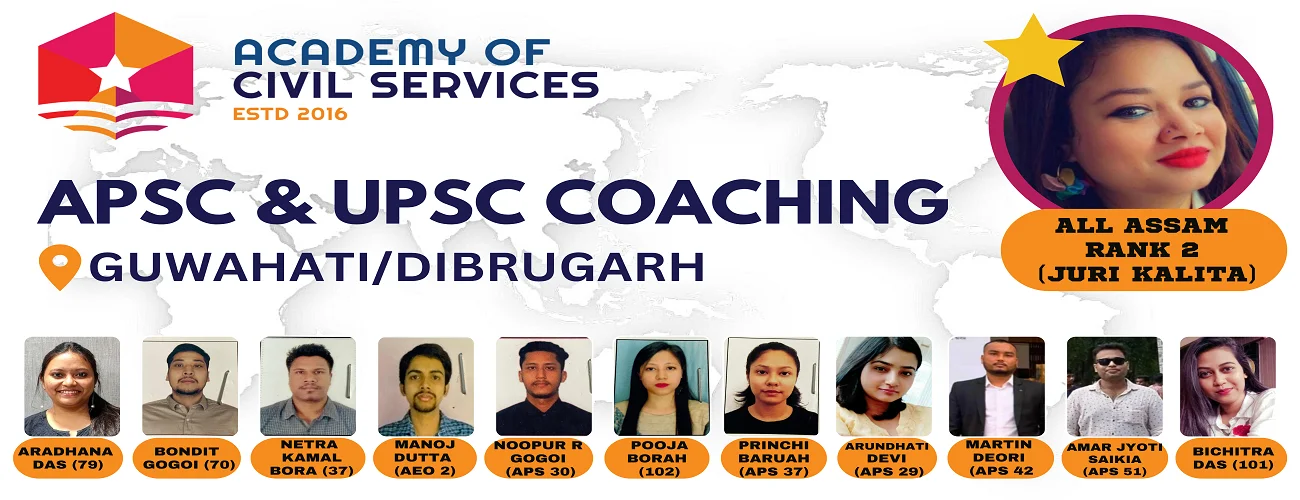 ACADEMY OF
CIVIL SERVICES
ESTD 2016
APSC & UPSC COACHING
GUWAHATI/DIBRUGARH
ALL ASSAM
RANK 2
(JURI KALITA)
ARADHANA
DAS (79)
BONDIT
GOGOI (70)
NETRA
KAMAL
BORA (37)
MANOJ
DUTTA
(AEO 2)
NOOPUR R
GOGOI
(APS 30)
POOJA
BORAH
(102)
PRINCHI
BARUAH
(APS 37)
ARUNDHATI
DEVI
(APS 29)
MARTIN
DEORI
(APS 42
AMAR JYOTI
SAIKIA
(APS 51)
BICHITRA
DAS (101)